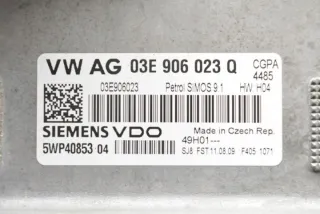 VW AG 03E 906 023 Q CGPA
4485
03E906023 Petrol SIMOS 9.1 HW H04
SIEMENS VDO Made in Czech Rep.
49H01---
5WP40853 04 SJ8 FST 11.08.09 F405 1071